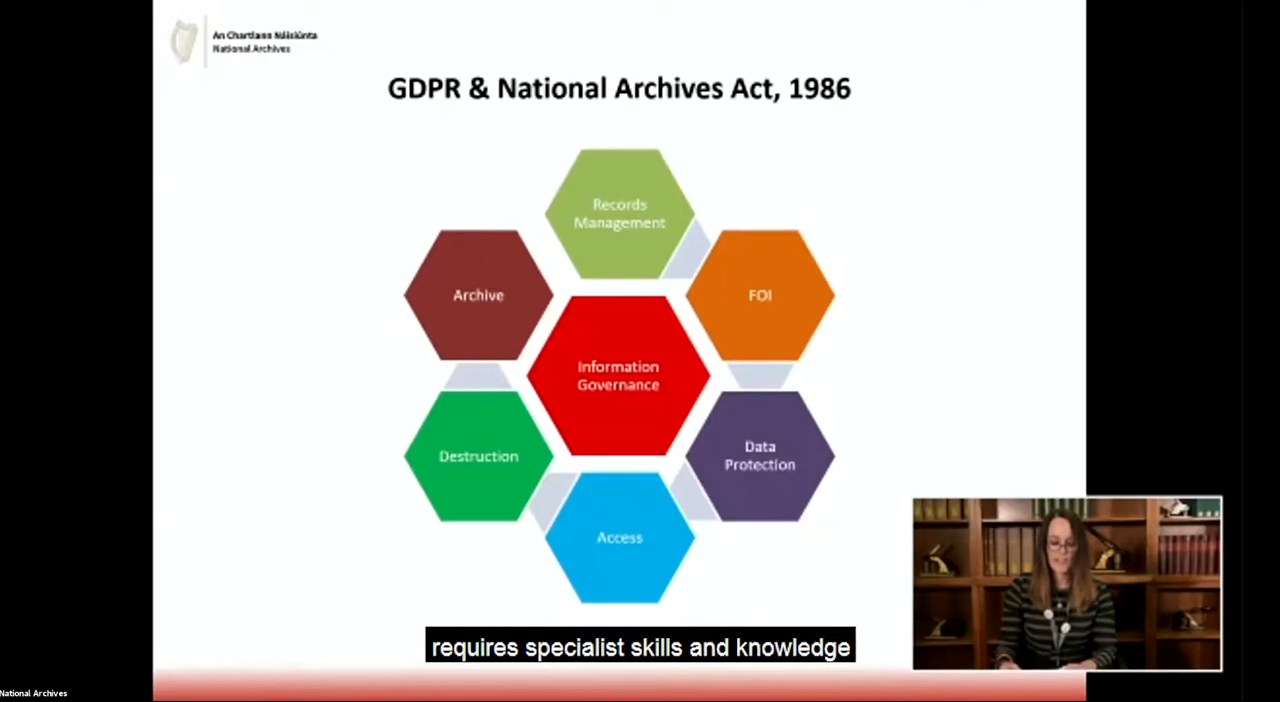 An Chartlann Náisiúnta
National Archives
GDPR & National Archives Act, 1986
Records
Management
Archive
FOI
Information
Governance
Destruction
Data
Protection
Access
requires specialist skills and knowledge
National Archives